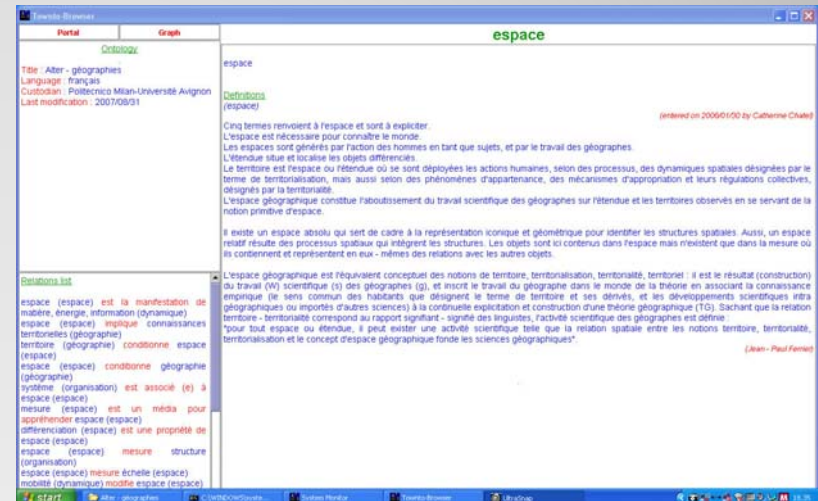 Townto-Browser
Portal
Graph
Ontology
Title : Alter - géographies
Language : français
Custodian : Politecnico Milan-Université Avignon
Last modification : 2007/08/31
Relations list
espace (espace) est la manifestation de
matière, énergie, information (dynamique)
espace (espace) implique connaissances
territorielles (géographie)
territoire (géographie) conditionne espace
(espace)
espace (espace) conditionne géographie
(géographie)
système (organisation) est associé (e) à
espace (espace)
mesure (espace) est un média pour
appréhender espace (espace)
différenciation (espace) est une propriété de
espace (espace)
espace (espace) mesure structure
(organisation)
espace (espace) mesure échelle (espace)
mobilité (dynamique) modifie espace (espace)
espace
espace
Definitions
(espace)
(entered on 2006/01/30 by Catherine Chatel)
Cinq termes renvoient à l'espace et sont à expliciter.
L'espace est nécessaire pour connaître le monde.
Les espaces sont générés par l'action des hommes en tant que sujets, et par le travail des géographes.
L'étendue situe et localise les objets différenciés.
Le territoire est l'espace ou l'étendue où se sont déployées les actions humaines, selon des processus, des dynamiques spatiales désignées par le
terme de territorialisation, mais aussi selon des phénomènes d'appartenance, des mécanismes d'appropriation et leurs régulations collectives,
désignés par la territorialité.
L'espace géographique constitue l'aboutissement du travail scientifique des géographes sur l'étendue et les territoires observés en se servant de la
notion primitive d'espace.
Il existe un espace absolu qui sert de cadre à la représentation iconique et géométrique pour identifier les structures spatiales. Aussi, un espace
relatif résulte des processus spatiaux qui intègrent les structures. Les objets sont ici contenus dans l'espace mais n'existent que dans la mesure où
ils contiennent et représentent en eux - mêmes des relations avec les autres objets.
L'espace géographique est l'équivalent conceptuel des notions de territoire, territorialisation, territorialité, territoriel : il est le résultat (construction)
du travail (W) scientifique (s) des géographes (g), et inscrit le travail du géographe dans le monde de la théorie en associant la connaissance
empirique (le sens commun des habitants que désignent le terme de territoire et ses dérivés, et les développements scientifiques intra
géographiques ou importés d'autres sciences) à la continuelle explicitation et construction d'une théorie géographique (TG). Sachant que la relation
territoire - territorialité correspond au rapport signifiant - signifié des linguistes, l'activité scientifique des géographes est définie :
"pour tout espace ou étendue, il peut exister une activité scientifique telle que la relation spatiale entre les notions territoire, territorialité,
territorialisation et le concept d'espace géographique fonde les sciences géographiques".
(Jean - Paul Ferrier)
start
Alter - géographies
System Monitor
Townto-Browser
UltraSnap